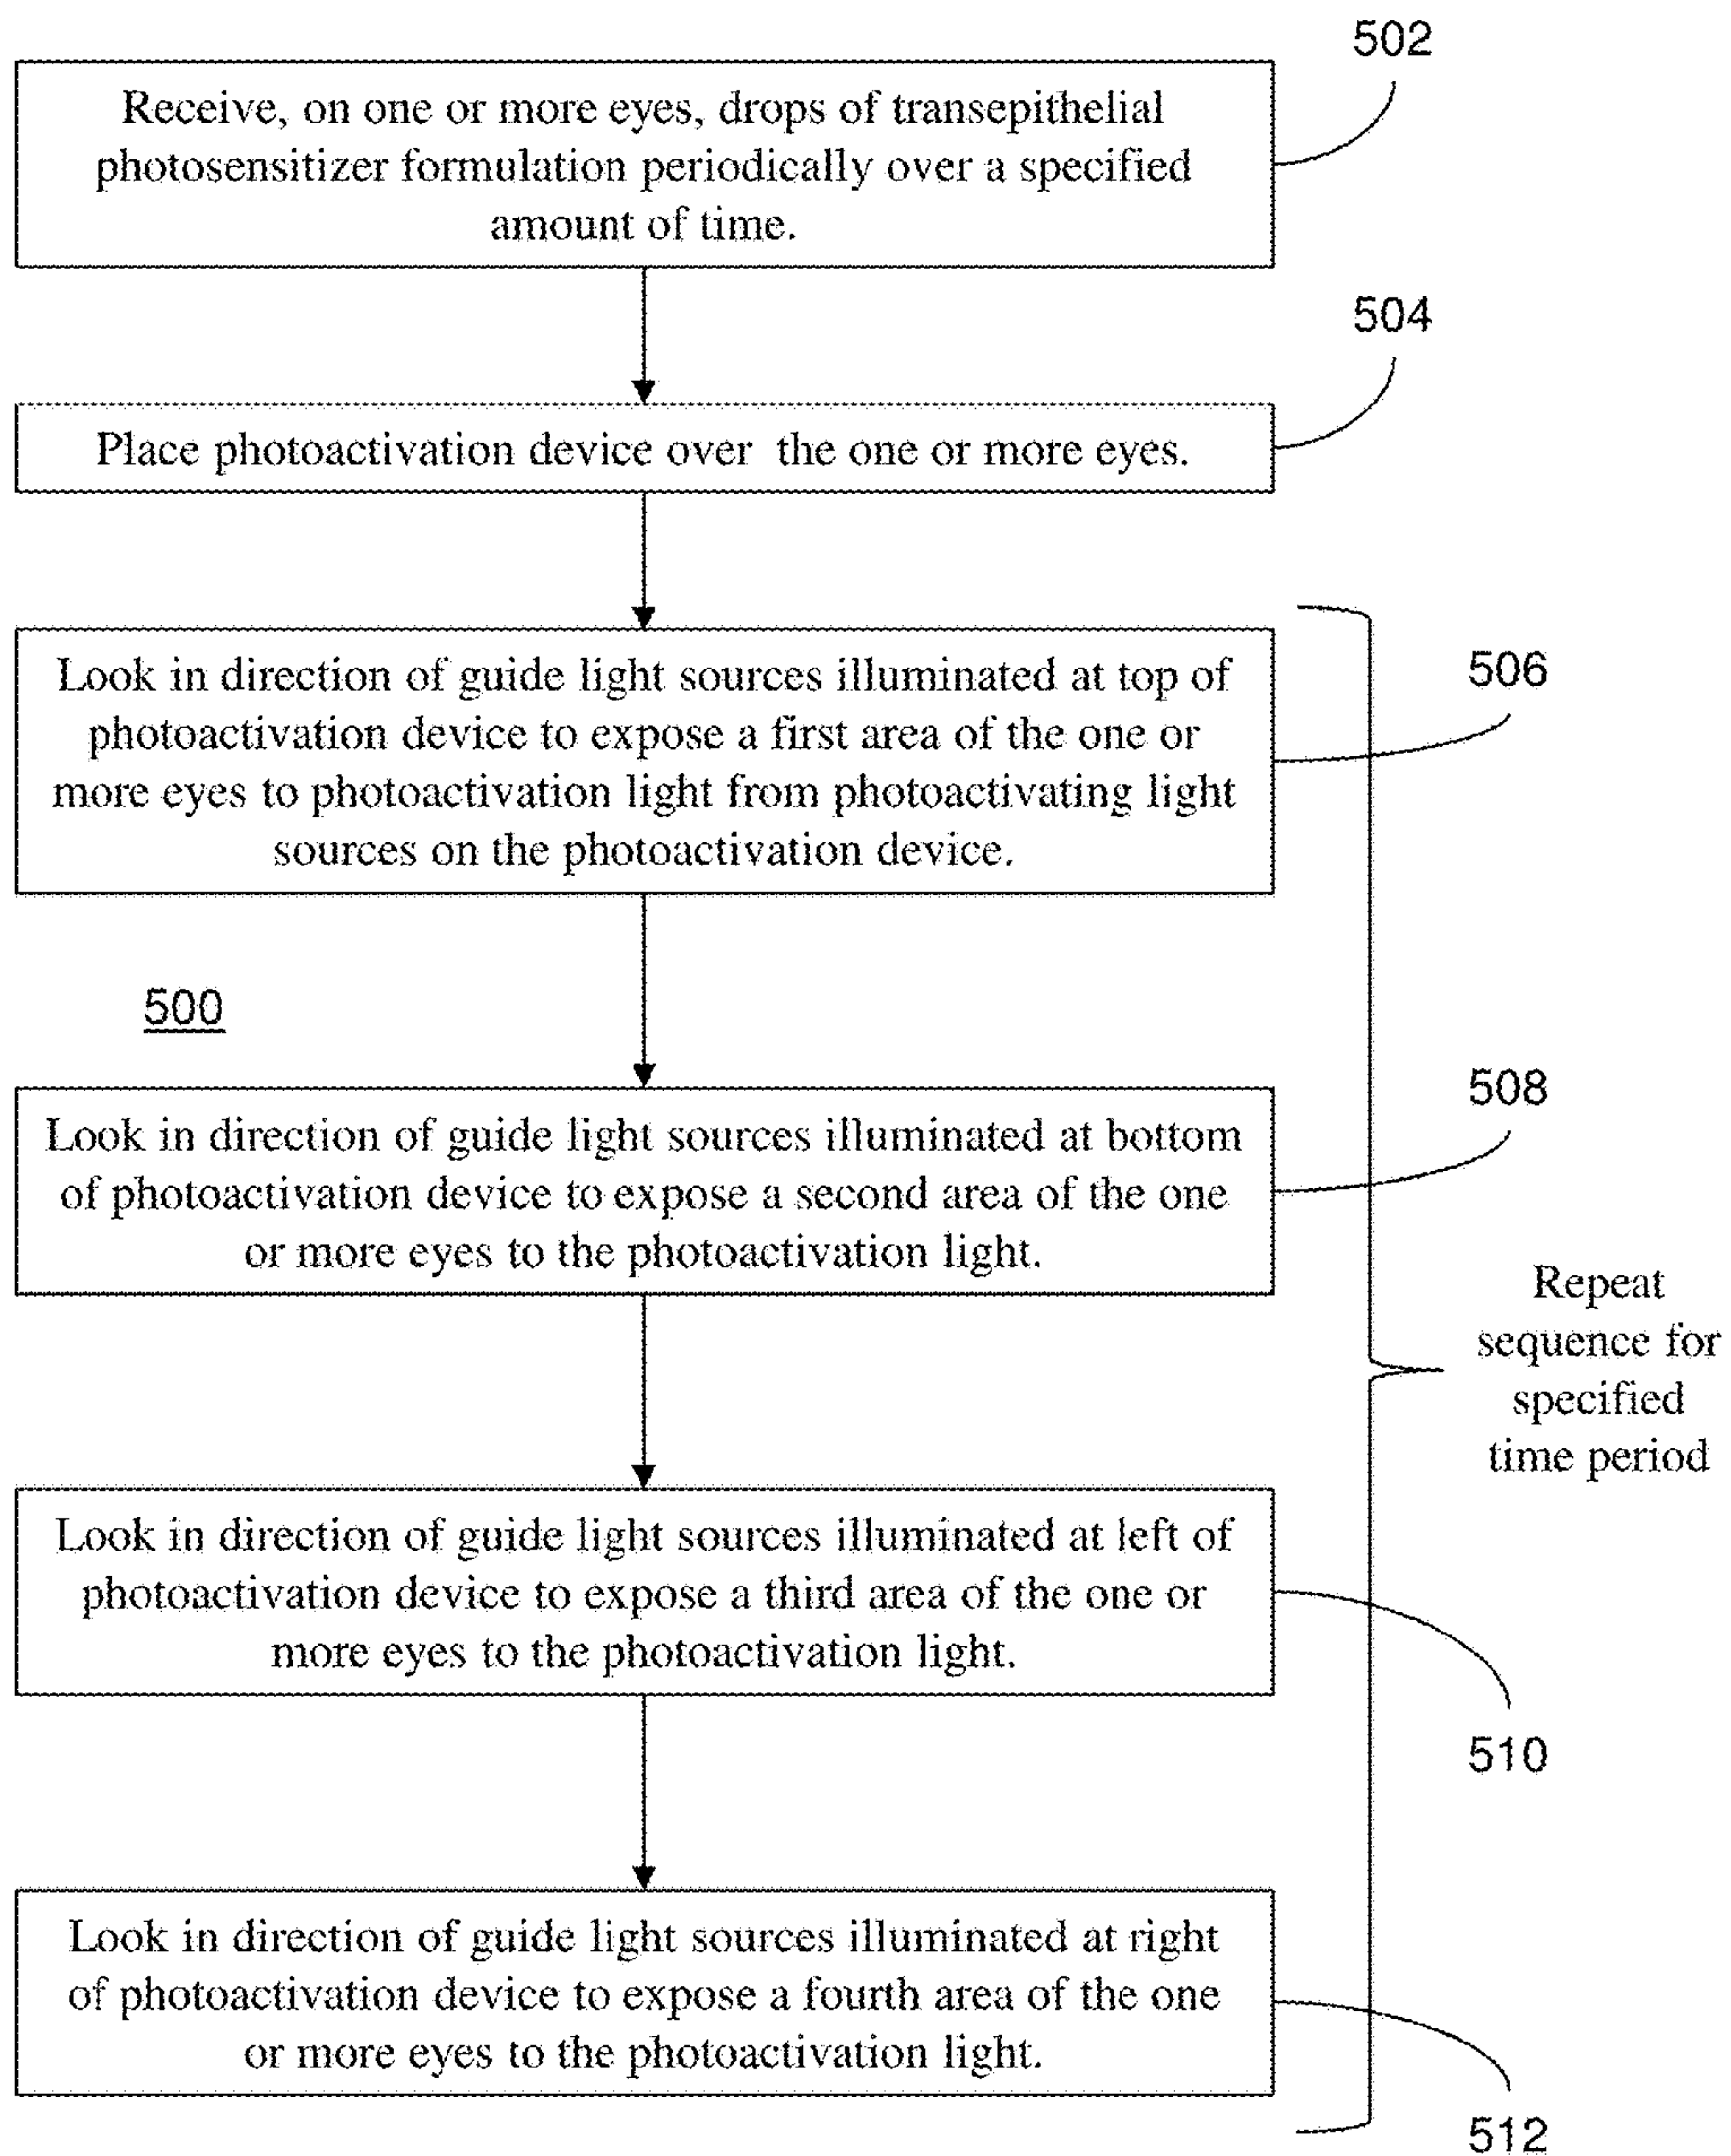 502
Receive, on one or more eyes, drops of transepithelial
photosensitizer formulation periodically over a specified
amount of time.
504
Place photoactivation device over the one or more eyes.
506
Look in direction of guide light sources illuminated at top of
photoactivation device to expose a first area of the one or
more eyes to photoactivation light from photoactivating light
sources on the photoactivation device.
500
508
Look in direction of guide light sources illuminated at bottom
of photoactivation device to expose a second area of the one
or more eyes to the photoactivation light.
Repeat
sequence for
specified
time period
Look in direction of guide light sources illuminated at left of
photoactivation device to expose a third area of the one or
more eyes to the photoactivation light.
510
Look in direction of guide light sources illuminated at right
of photoactivation device to expose a fourth area of the one
or more eyes to the photoactivation light.
512